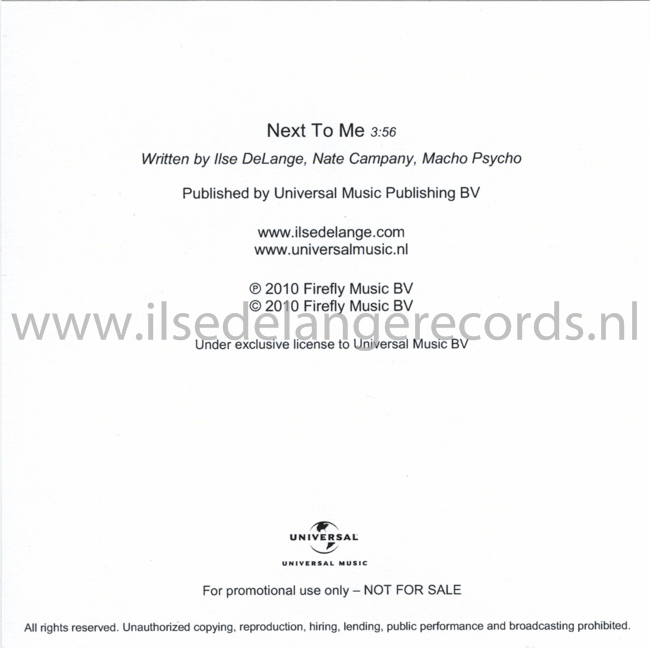 Next To Me 3:56
Written by Ilse DeLange, Nate Campany, Macho Psycho
Published by Universal Music Publishing BV
www.ilsedelange.com
www.universalmusic.nl
℗ 2010 Firefly Music BV
© 2010 Firefly Music BV
www.ilsedelangerecords.nl
Under exclusive license to Universal Music BV
UNIVERSAL
UNIVERSAL MUSIC
For promotional use only – NOT FOR SALE
All rights reserved. Unauthorized copying, reproduction, hiring, lending, public performance and broadcasting prohibited.